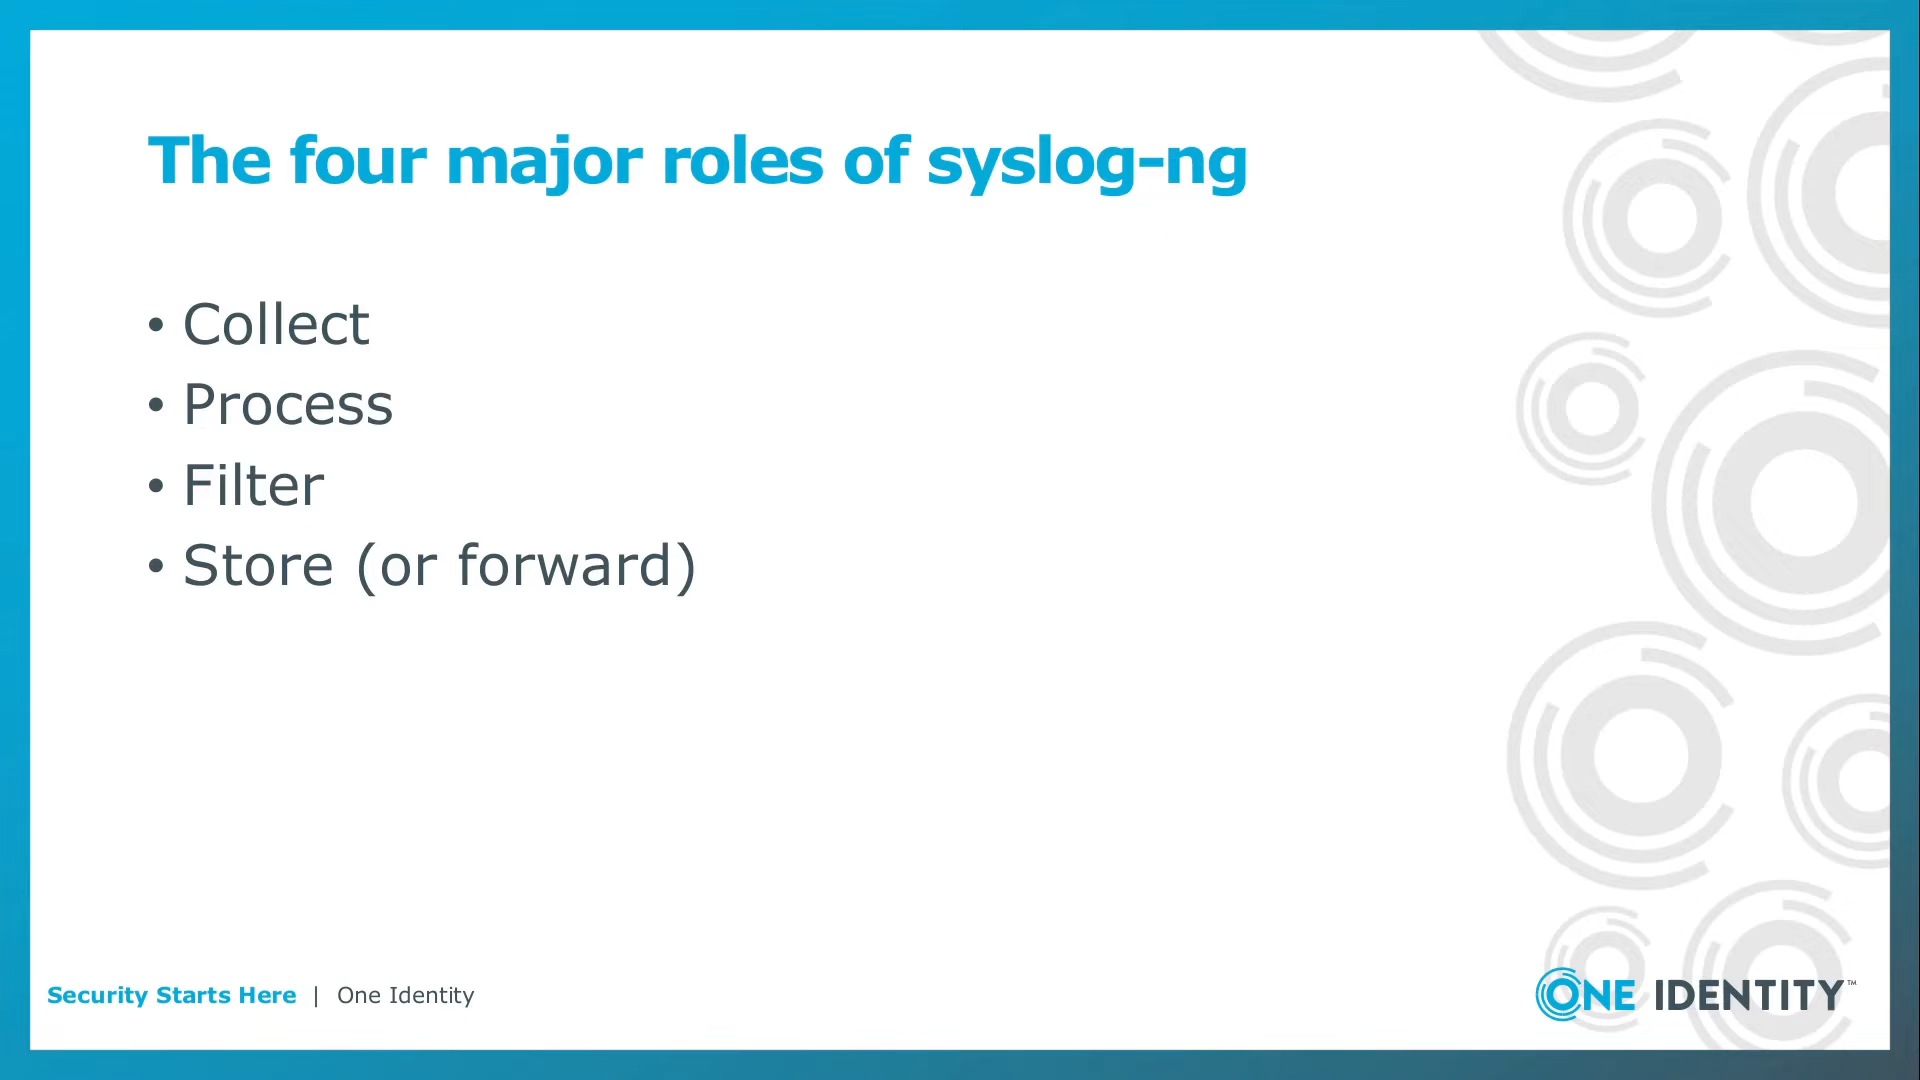 The four major roles of syslog-ng
• Collect
• Process
• Filter
• Store (or forward)
Security Starts Here | One Identity
ONE IDENTITY™